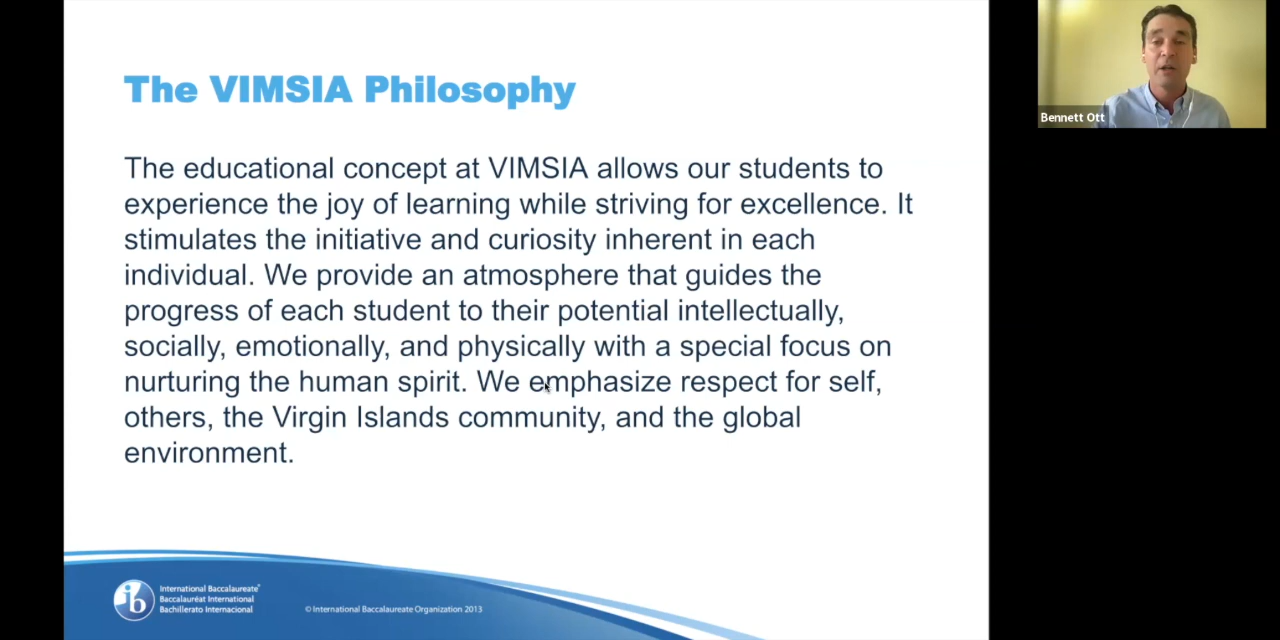 The VIMSIA Philosophy
The educational concept at VIMSIA allows our students to
experience the joy of learning while striving for excellence. It
stimulates the initiative and curiosity inherent in each
individual. We provide an atmosphere that guides the
progress of each student to their potential intellectually,
socially, emotionally, and physically with a special focus on
nurturing the human spirit. We emphasize respect for self,
others, the Virgin Islands community, and the global
environment.
ib
International Baccalaureate®
Baccalauréat International
Bachillerato Internacional
© International Baccalaureate Organization 2013
Bennett Ott